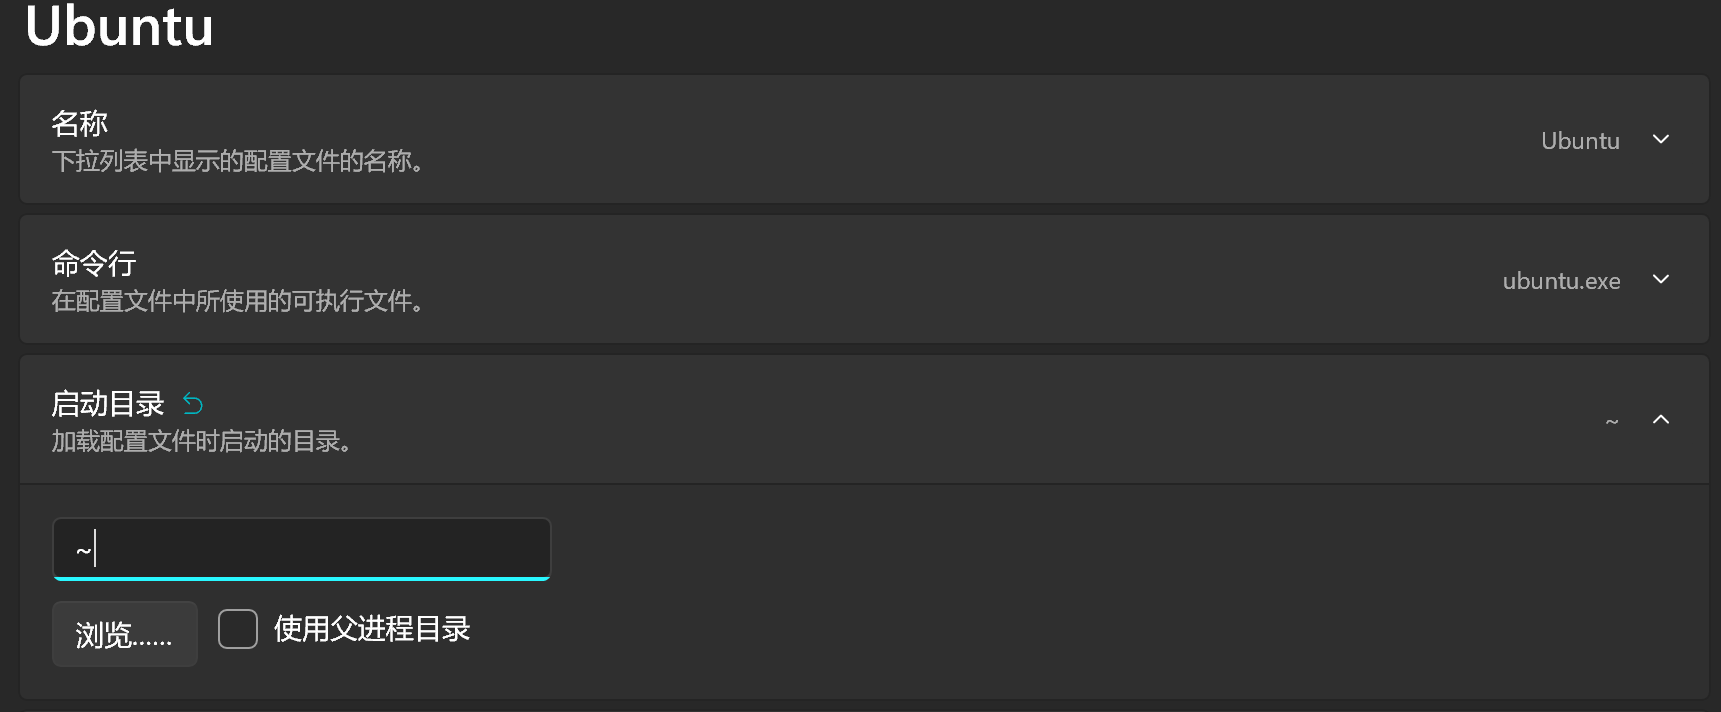 Ubuntu
名称
下拉列表中显示的配置文件的名称。
Ubuntu
命令行
在配置文件中所使用的可执行文件。
ubuntu.exe
启动目录
加载配置文件时启动的目录。
~
~
浏览......
使用父进程目录